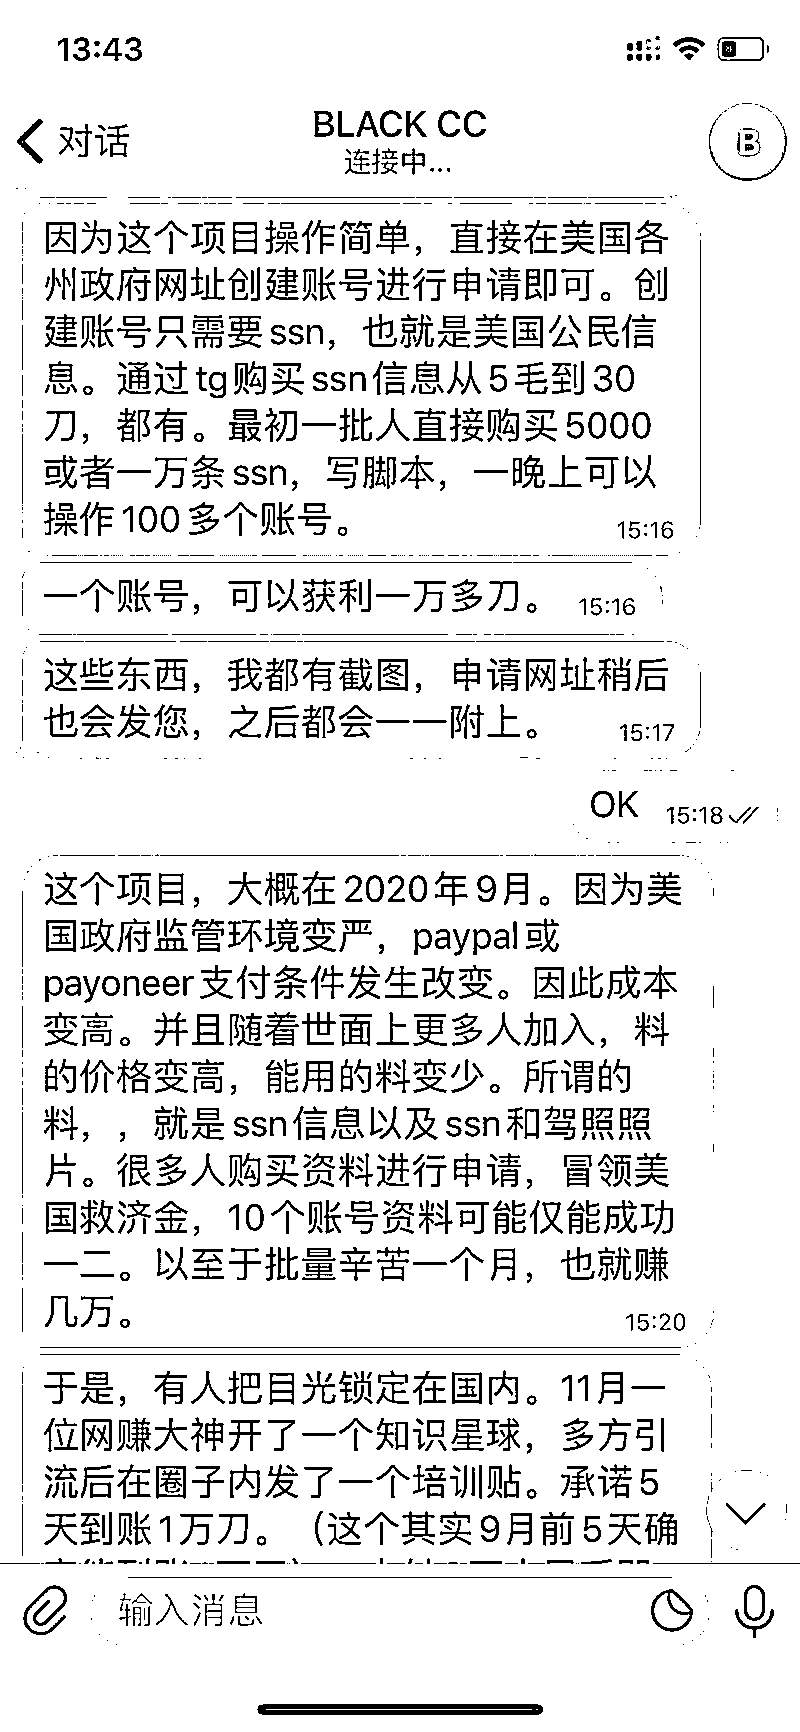 13:43
对话
BLACK CC
连接中...
B
因为这个项目操作简单，直接在美国各
州政府网址创建账号进行申请即可。创
建账号只需要ssn，也就是美国公民信
息。通过tg购买ssn信息从5毛到30
刀，都有。最初一批人直接购买5000
或者一万条ssn，写脚本，一晚上可以
操作100多个账号。
15:16
一个账号，可以获利一万多刀。 15:16
这些东西，我都有截图，申请网址稍后
也会发您，之后都会一一附上。
15:17
OK 15:18
这个项目，大概在2020年9月。因为美
国政府监管环境变严，paypal或
payoneer支付条件发生改变。因此成本
变高。并且随着世面上更多人加入，料
的价格变高，能用的料变少。所谓的
料，，就是ssn信息以及ssn和驾照照
片。很多人购买资料进行申请，冒领美
国救济金，10个账号资料可能仅能成功
一二。以至于批量辛苦一个月，也就赚
几万。
15:20
于是，有人把目光锁定在国内。11月一
位网赚大神开了一个知识星球，多方引
流后在圈子内发了一个培训贴。承诺5
天到账1万刀。（这个其实9月前5天确
输入消息